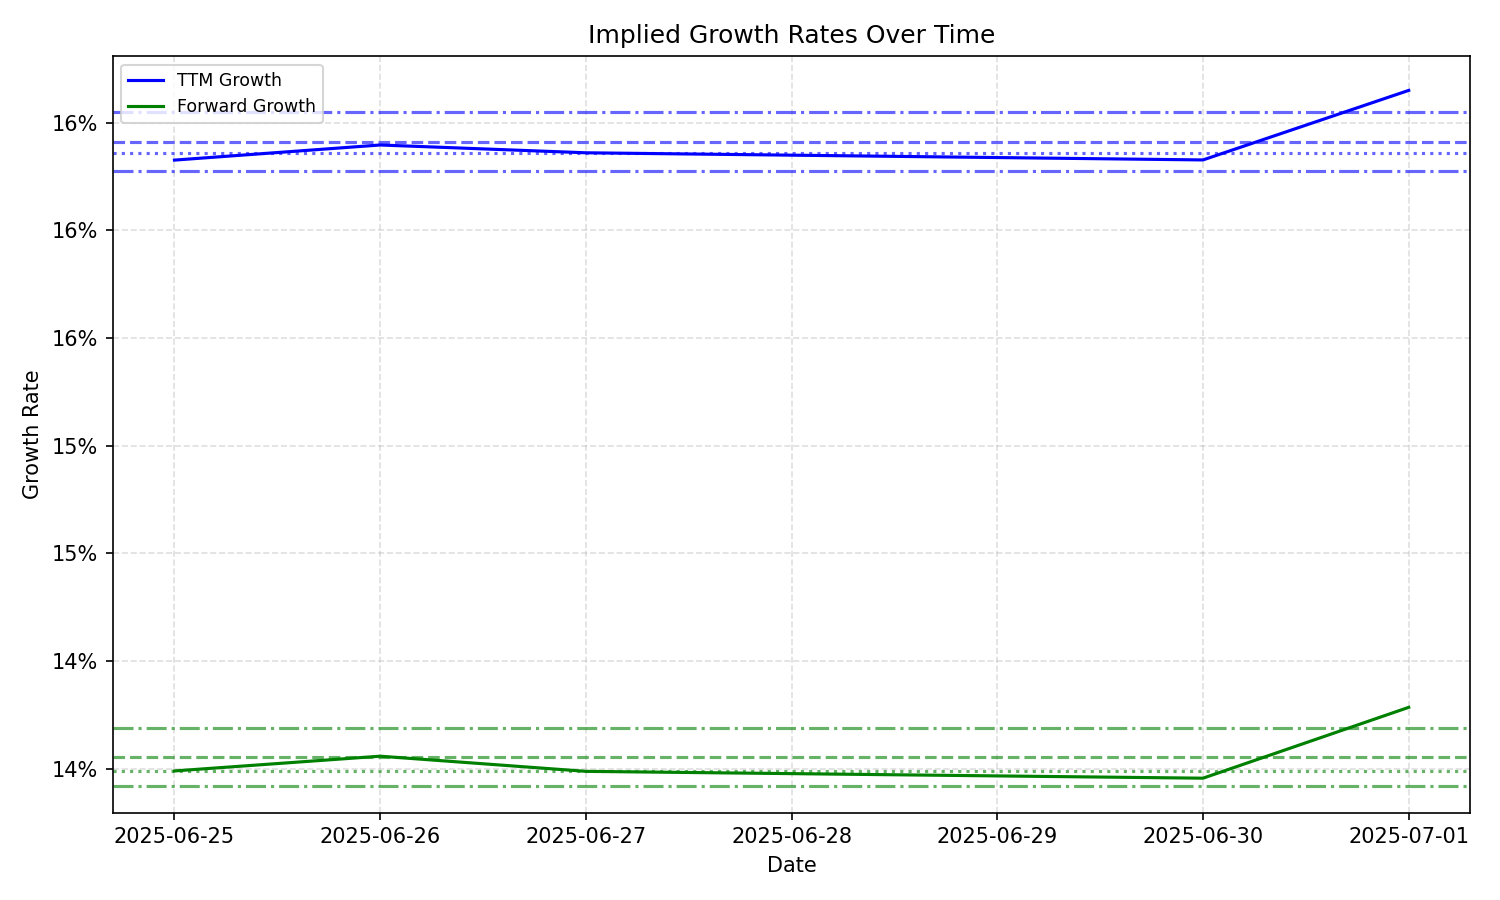 Implied Growth Rates Over Time
TTM Growth
Forward Growth
16%
16%
16%
15%
15%
14%
14%
Growth Rate
2025-06-25
2025-06-26
2025-06-27
2025-06-28
2025-06-29
2025-06-30
2025-07-01
Date